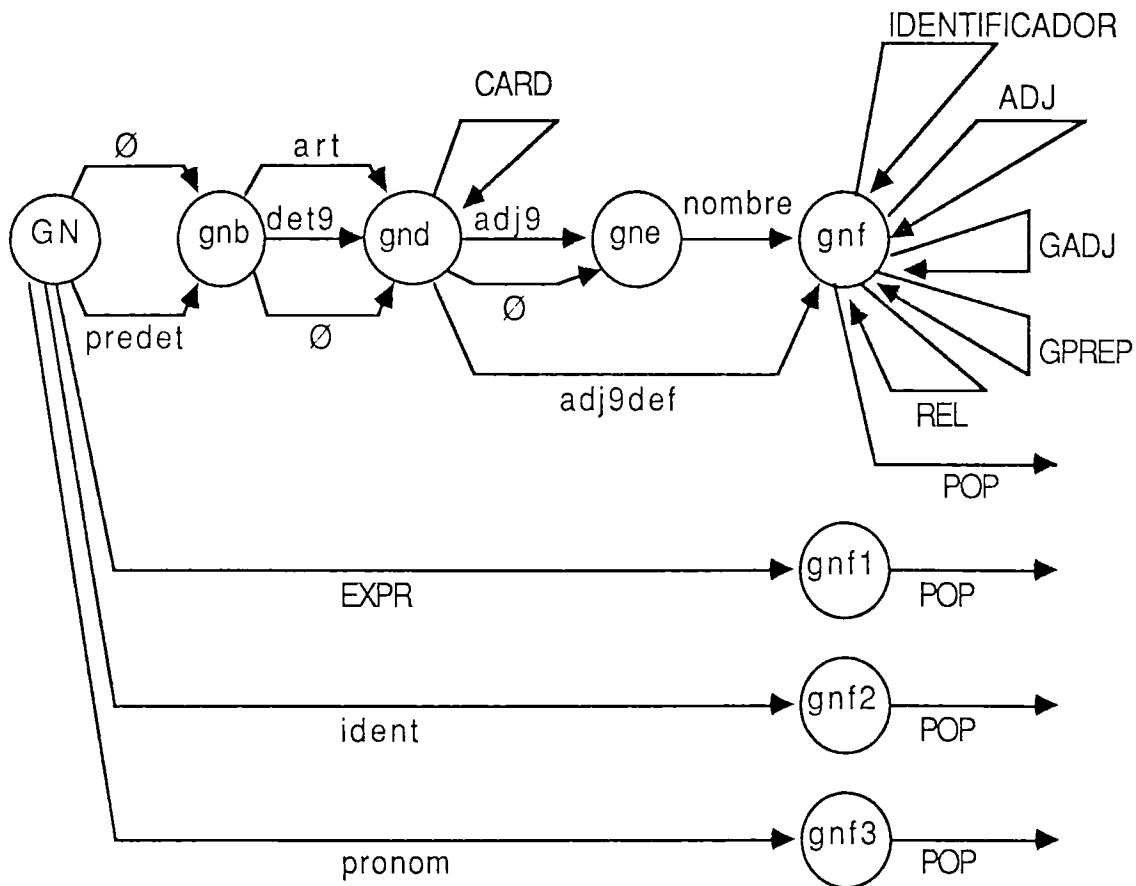 IDENTIFICADOR
CARD
ADJ
Ø
art
GN
gnb
det9
gnd
adj9
gne
nombre
gnf
GADJ
predet
Ø
Ø
adj9def
GPREP
REL
POP
EXPR
gnf1
POP
ident
gnf2
POP
pronom
gnf3
POP